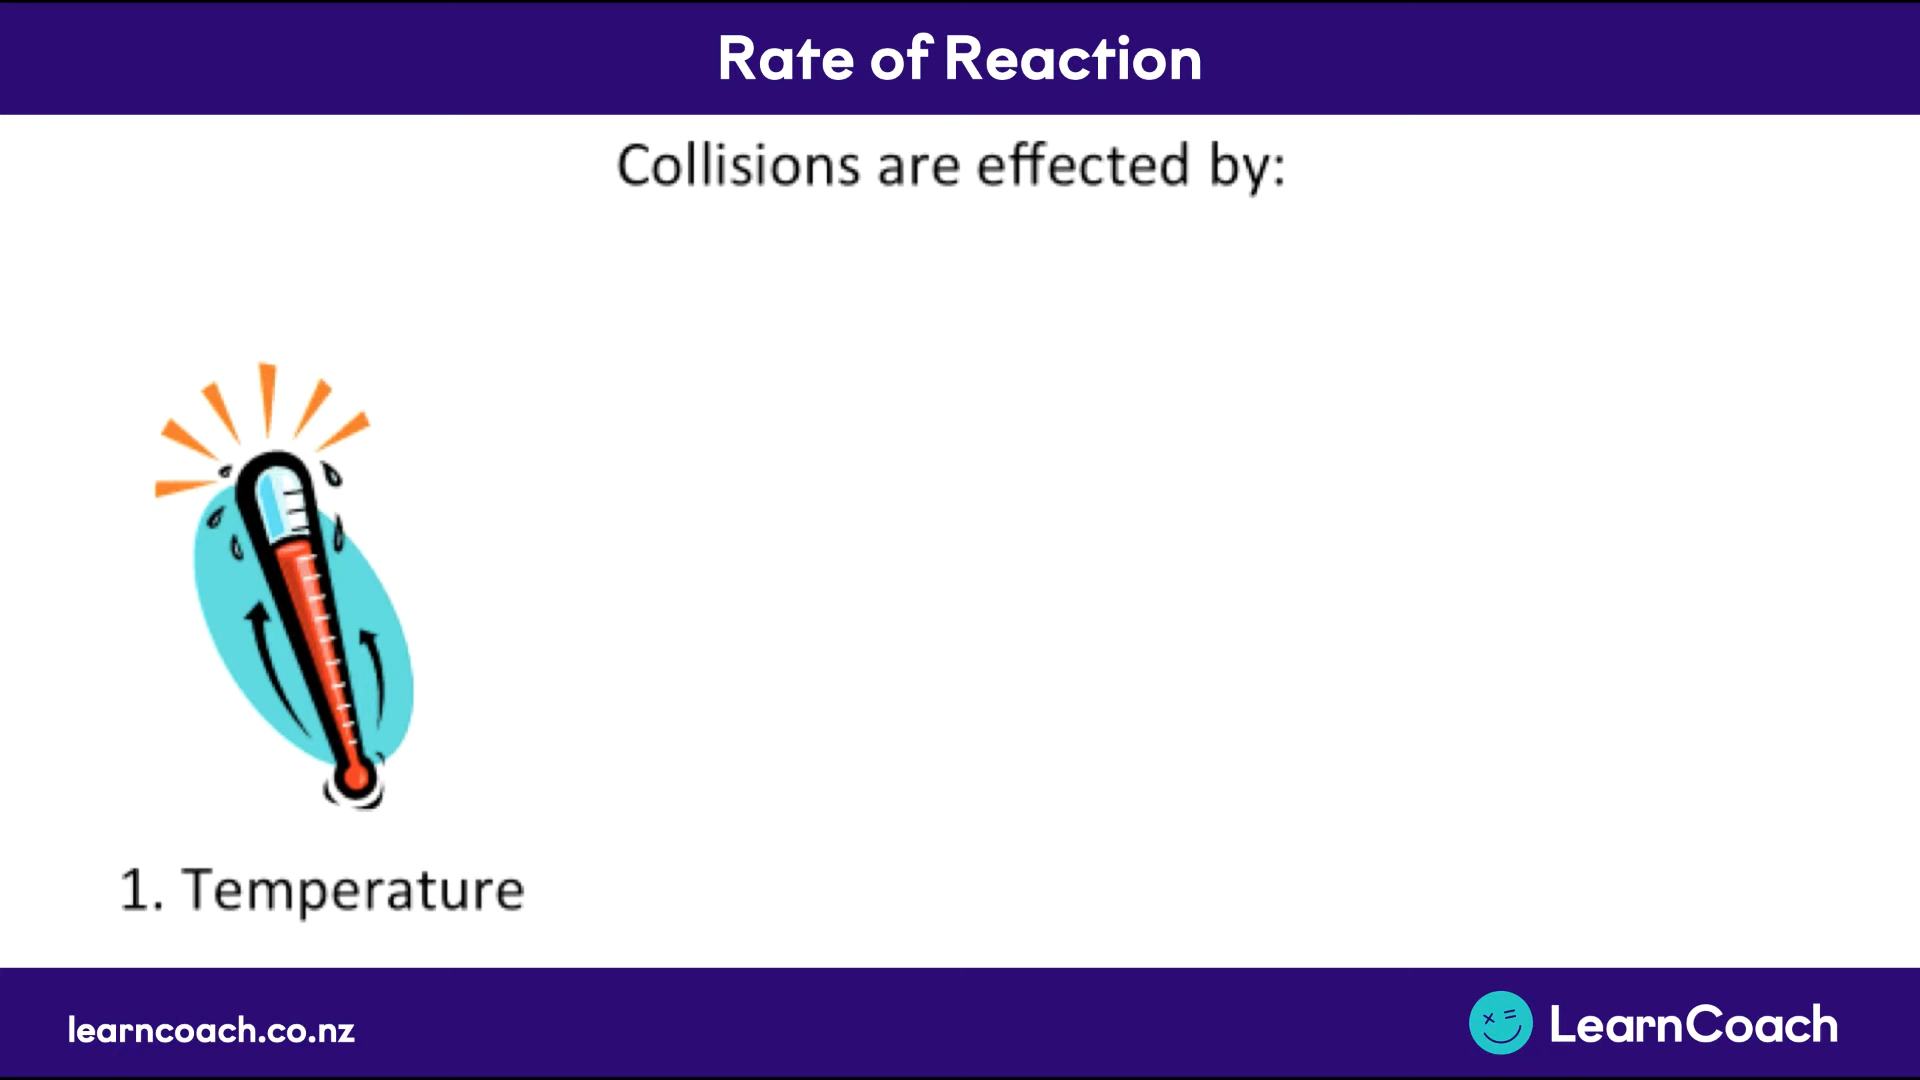 Rate of Reaction
Collisions are effected by:
1. Temperature
learncoach.co.nz
LearnCoach